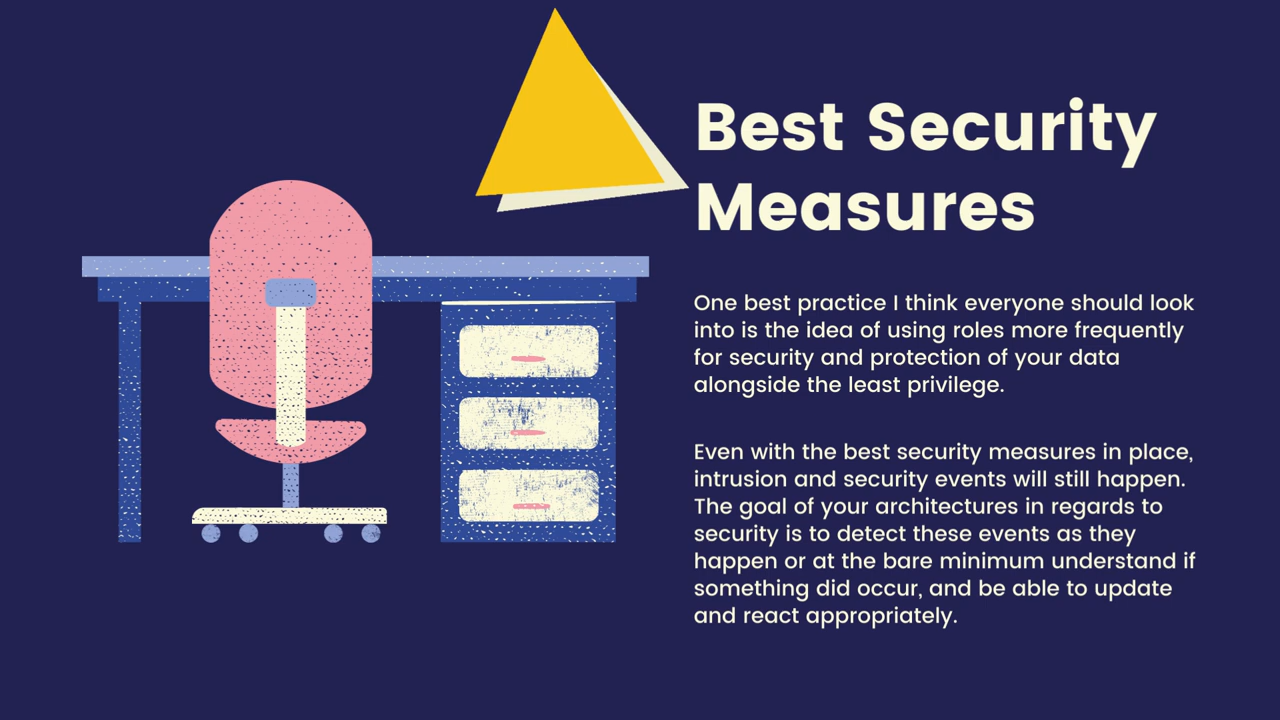 Best Security
Measures
One best practice I think everyone should look
into is the idea of using roles more frequently
for security and protection of your data
alongside the least privilege.
Even with the best security measures in place,
intrusion and security events will still happen.
The goal of your architectures in regards to
security is to detect these events as they
happen or at the bare minimum understand if
something did occur, and be able to update
and react appropriately.